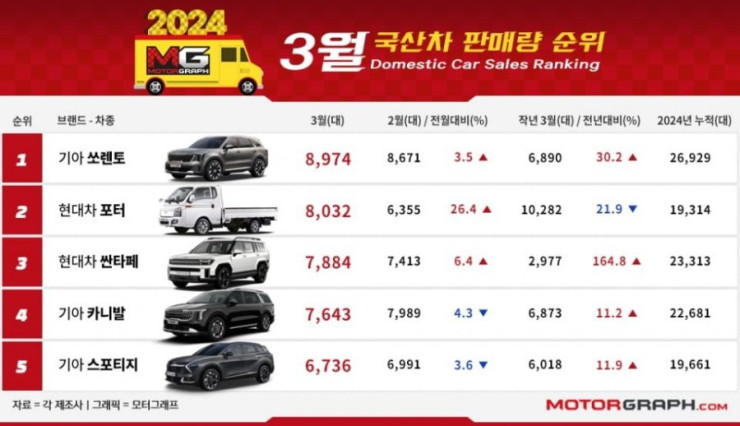 2024
MG
MOTORGRAPH
3월 국산차 판매량 순위
Domestic Car Sales Ranking
순위 브랜드 - 차종 3월(대) 2월(대) / 전월대비(%) 작년 3월(대) / 전년대비(%) 2024년 누적(대)
1 기아 쏘렌토 8,974 8,671 3.5 ▲ 6,890 30.2 ▲ 26,929
2 현대차 포터 8,032 6,355 26.4 ▲ 10,282 21.9 ▼ 19,314
3 현대차 싼타페 7,884 7,413 6.4 ▲ 2,977 164.8 ▲ 23,313
4 기아 카니발 7,643 7,989 4.3 ▼ 6,873 11.2 ▲ 22,681
5 기아 스포티지 6,736 6,991 3.6 ▼ 6,018 11.9 ▲ 19,661
자료 = 각 제조사 | 그래픽 = 모터그래프
MOTORGRAPH.COM